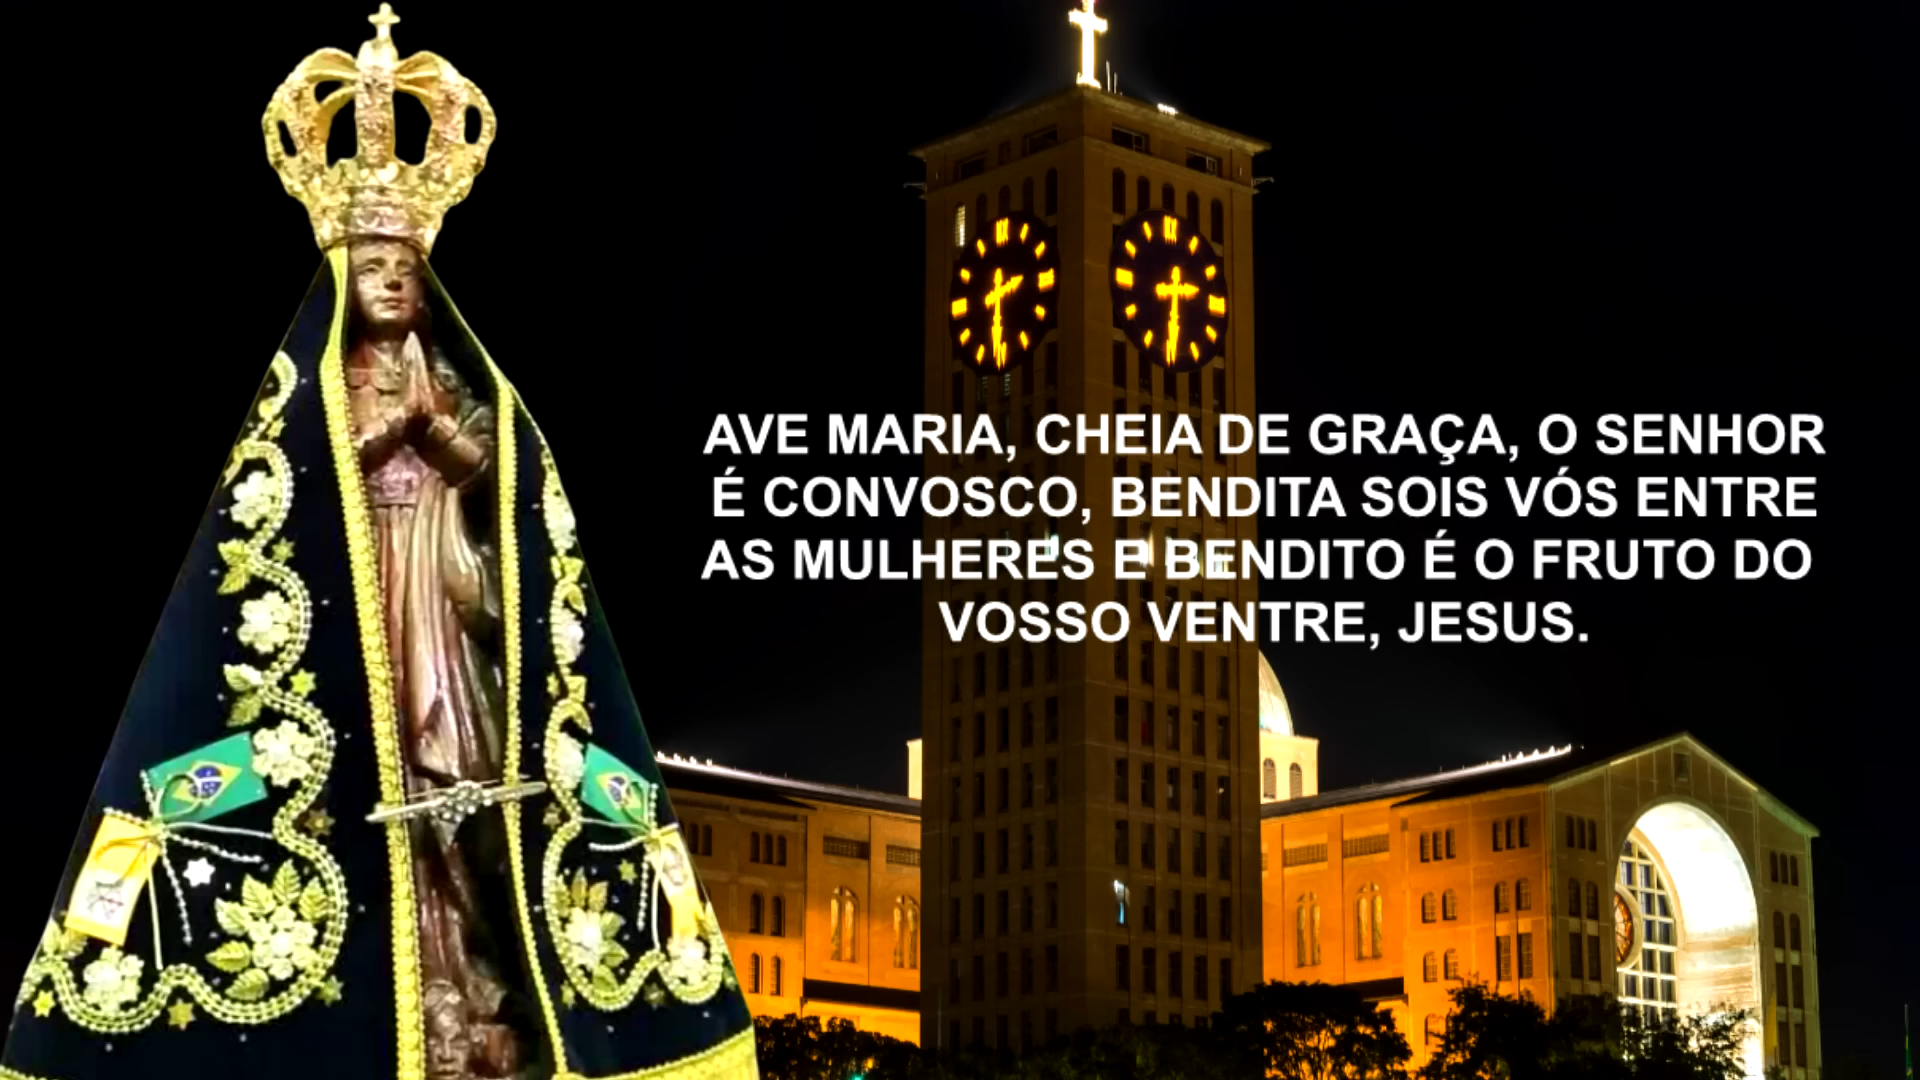 AVE MARIA, CHEIA DE GRAÇA, O SENHOR
É CONVOSCO, BENDITA SOIS VÓS ENTRE
AS MULHERES E BENDITO É O FRUTO DO
VOSSO VENTRE, JESUS.